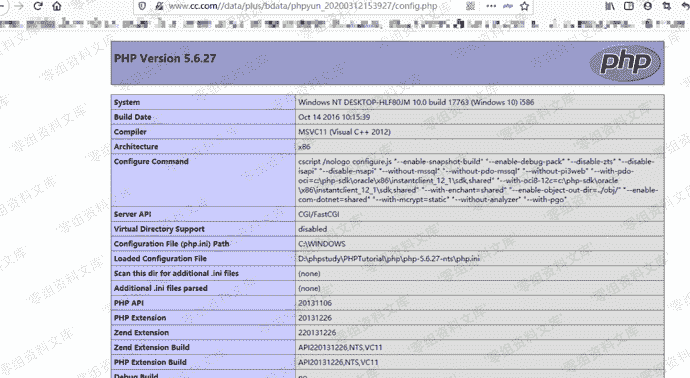 www.cc.com//data/plus/bdata/phpyun_20200312153927/config.php
PHP Version 5.6.27
php
System Windows NT DESKTOP-HLF80JM 10.0 build 17763 (Windows 10) i586
Build Date Oct 14 2016 10:15:39
Compiler MSVC11 (Visual C++ 2012)
Architecture x86
Configure Command cscript /nologo configure.js "--enable-snapshot-build" "--enable-debug-pack" "--disable-zts" "--disable-
isapi" "--disable-nsapi" "--without-mssql" "--without-pdo-mssql" "--without-pi3web" "--with-pdo-
oci=c:\php-sdk\oracle\x86\instantclient_12_1\sdk,shared" "--with-oci8-12c=c:\php-sdk\oracle
\x86\instantclient_12_1\sdk,shared" "--with-enchant=shared" "--enable-object-out-dir=../obj/" "--enable-
com-dotnet=shared" "--with-mcrypt=static" "--without-analyzer" "--with-pgo"
Server API CGI/FastCGI
Virtual Directory Support disabled
Configuration File (php.ini) Path C:\WINDOWS
Loaded Configuration File D:\phpstudy\PHPTutorial\php\php-5.6.27-nts\php.ini
Scan this dir for additional .ini files (none)
Additional .ini files parsed (none)
PHP API 20131106
PHP Extension 20131226
Zend Extension 220131226
Zend Extension Build API220131226,NTS,VC11
PHP Extension Build API20131226,NTS,VC11
Debug Build no
零组资料文库